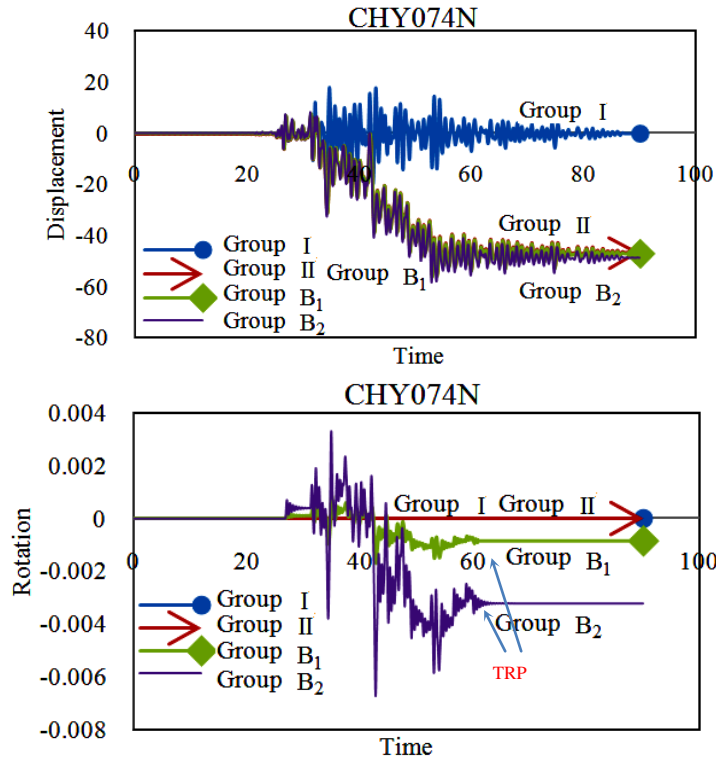 CHY074N
40
20
0
-20
-40
-60
-80
0 20 40 60 80 100
Displacement
Time
Group I
Group II
Group B1
Group B2
Group I
Group II
Group B1
Group B2
CHY074N
0.004
0.002
0
-0.002
-0.004
-0.006
-0.008
0 20 40 60 80 100
Rotation
Time
Group I Group II
Group B1
Group B2
TRP
Group I
Group II
Group B1
Group B2